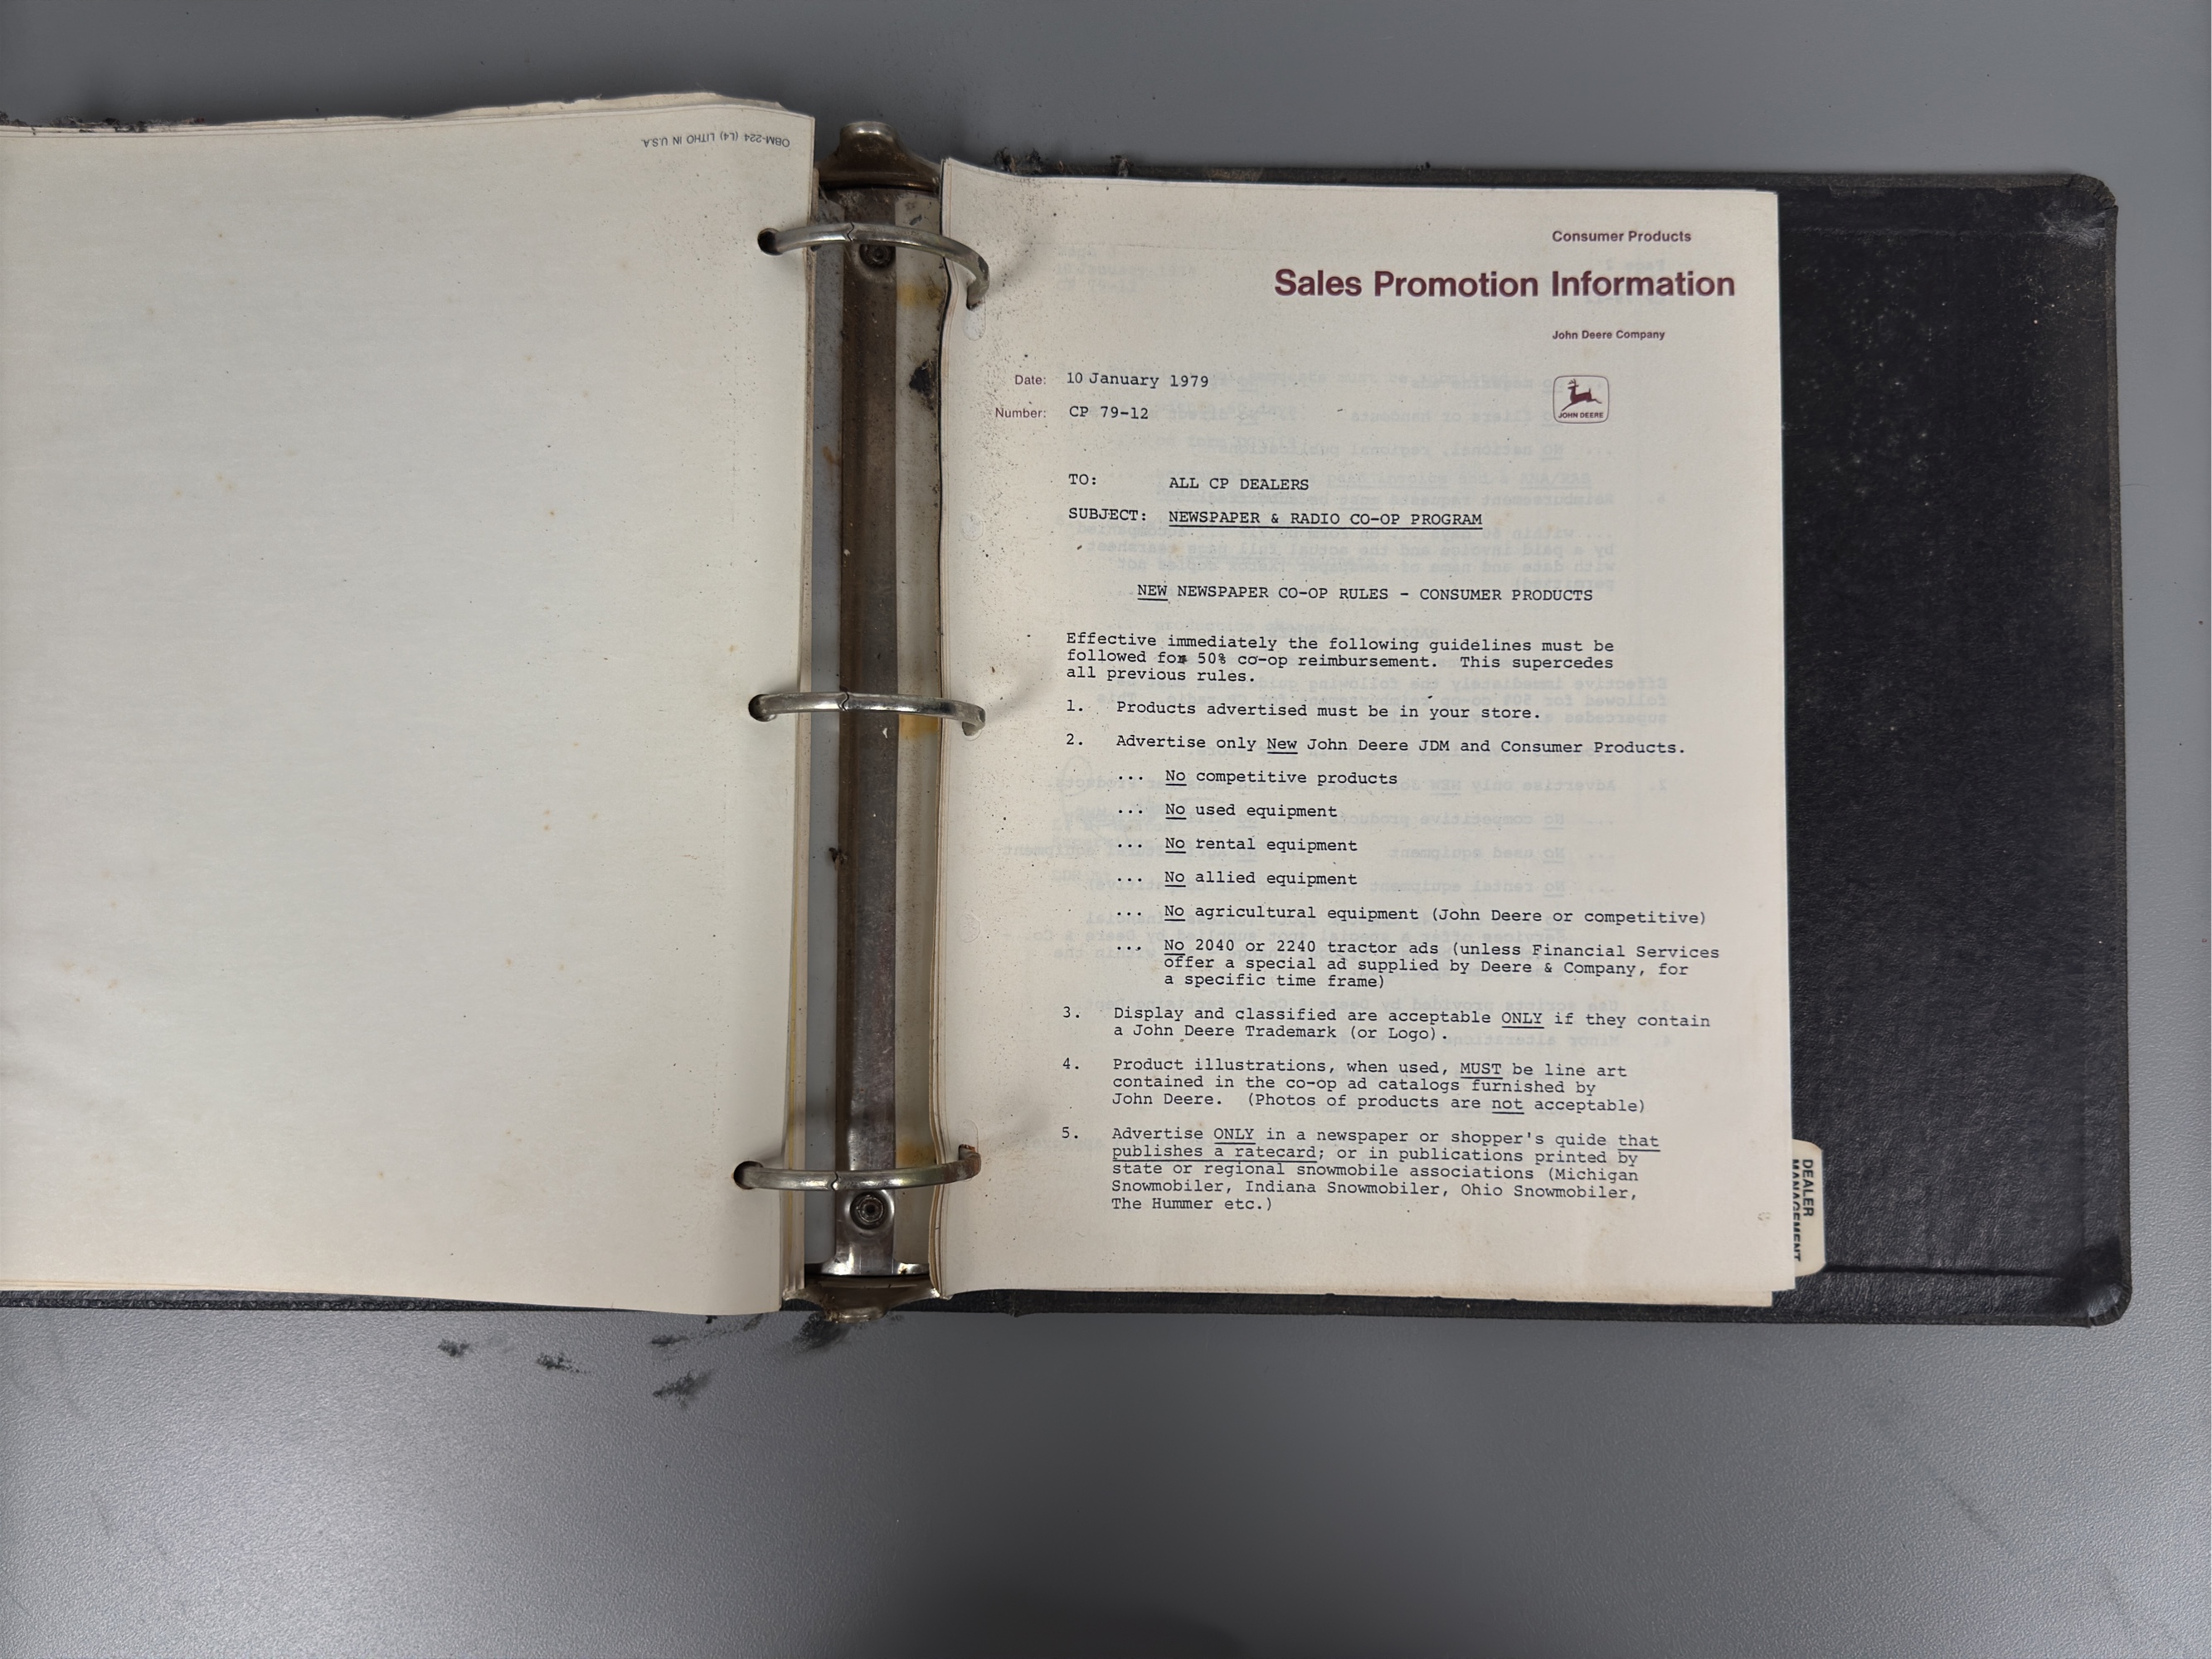 OBM-224 (L4) LITHO IN U.S.A.
Consumer Products
Sales Promotion Information
John Deere Company
Date: 10 January 1979
Number: CP 79-12
JOHN DEERE
TO: ALL CP DEALERS
SUBJECT: NEWSPAPER & RADIO CO-OP PROGRAM
NEW NEWSPAPER CO-OP RULES - CONSUMER PRODUCTS
Effective immediately the following guidelines must be
followed for 50% co-op reimbursement. This supercedes
all previous rules.
1. Products advertised must be in your store.
2. Advertise only New John Deere JDM and Consumer Products.
... No competitive products
... No used equipment
... No rental equipment
... No allied equipment
... No agricultural equipment (John Deere or competitive)
... No 2040 or 2240 tractor ads (unless Financial Services
offer a special ad supplied by Deere & Company, for
a specific time frame)
3. Display and classified are acceptable ONLY if they contain
a John Deere Trademark (or Logo).
4. Product illustrations, when used, MUST be line art
contained in the co-op ad catalogs furnished by
John Deere. (Photos of products are not acceptable)
5. Advertise ONLY in a newspaper or shopper's quide that
publishes a ratecard; or in publications printed by
state or regional snowmobile associations (Michigan
Snowmobiler, Indiana Snowmobiler, Ohio Snowmobiler,
The Hummer etc.)
DEALER
MANAGEMENT